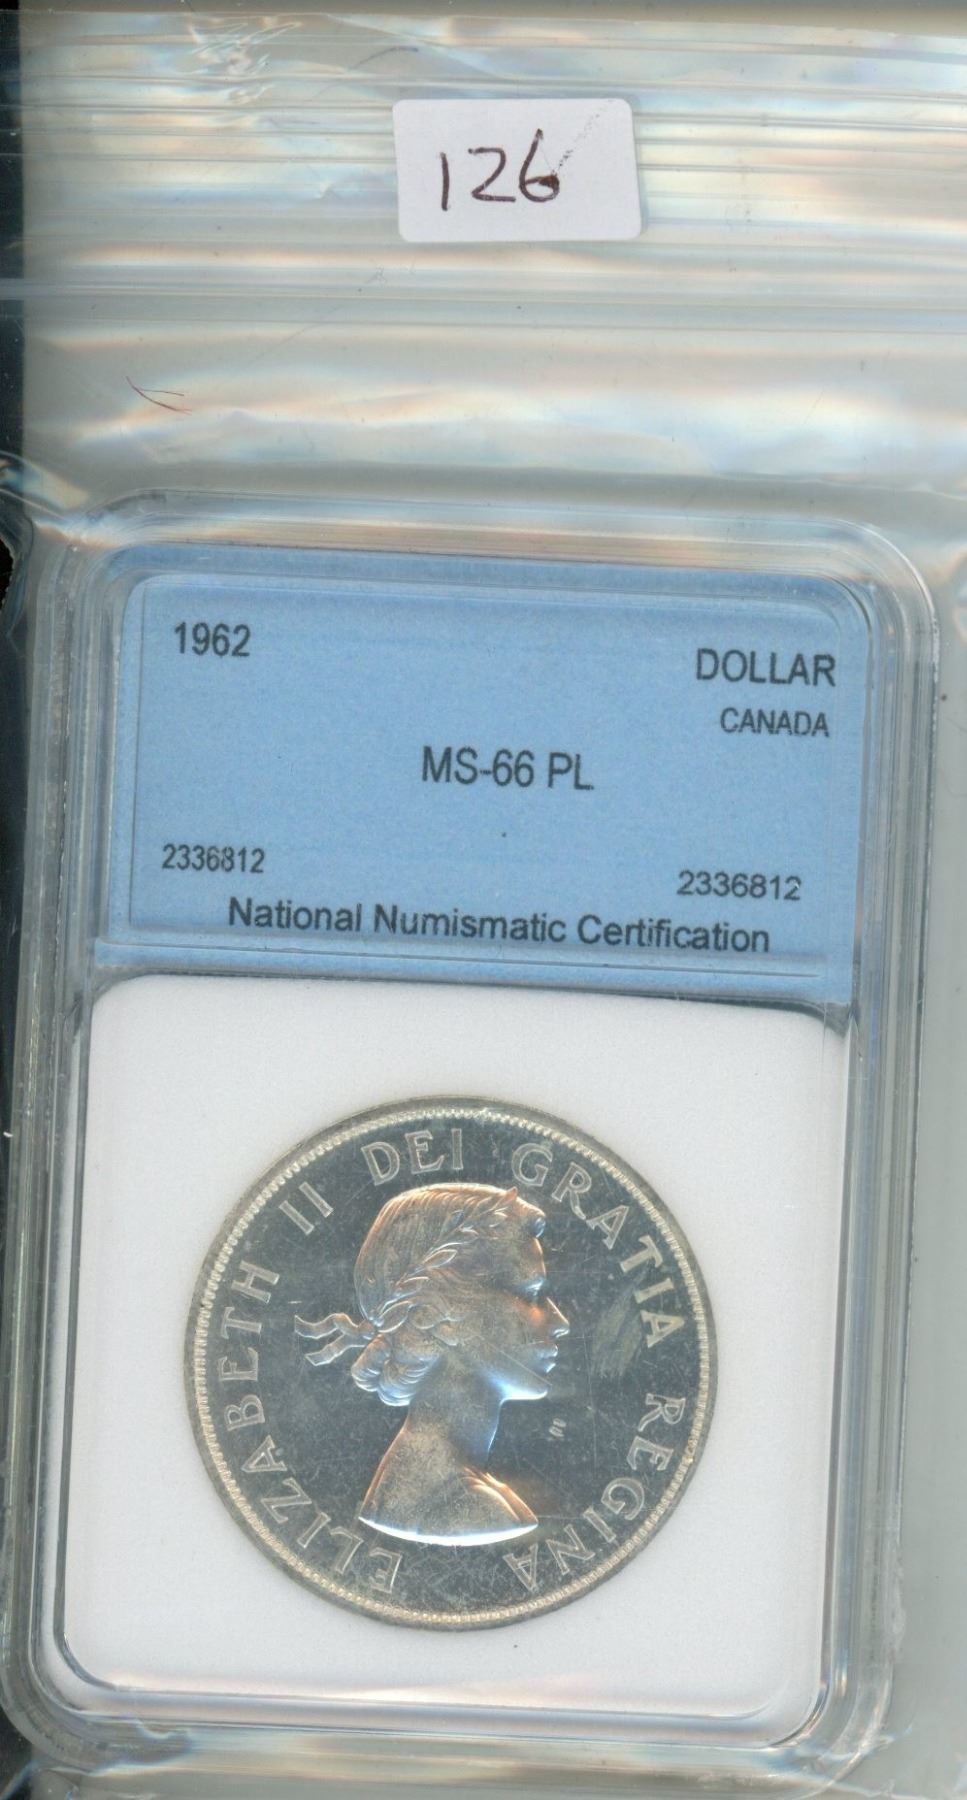 126
1962
DOLLAR
CANADA
MS-66 PL
2336812
2336812
National Numismatic Certification
ELIZABETH II DEI GRATIA REGINA